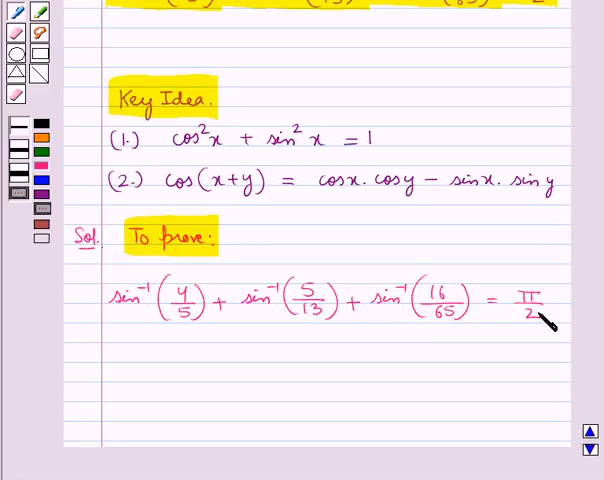 Key Idea.
(1.) cos²x + sin²x = 1
(2.) cos(x+y) = cosx. cosy − sinx. siny
Sol. To prove:
sin⁻¹(4/5) + sin⁻¹(5/13) + sin⁻¹(16/65) = π/2